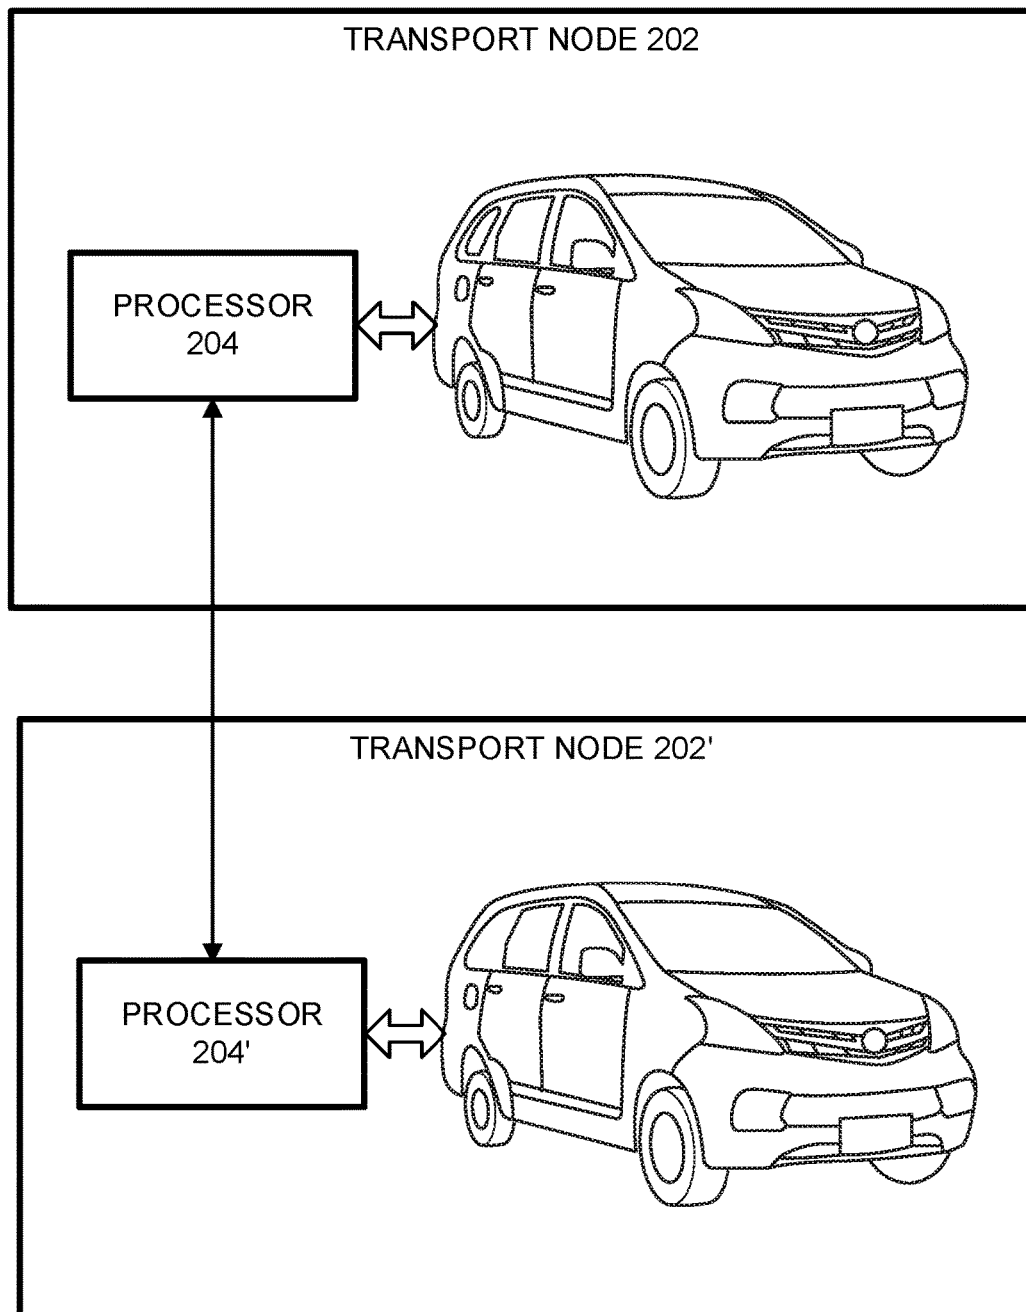 TRANSPORT NODE 202
PROCESSOR
204
TRANSPORT NODE 202'
PROCESSOR
204'